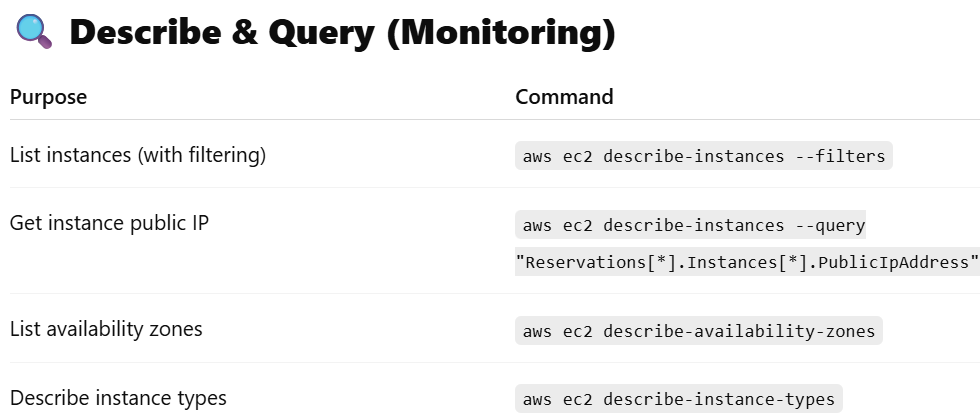 Describe & Query (Monitoring)
Purpose Command
List instances (with filtering) aws ec2 describe-instances --filters
Get instance public IP aws ec2 describe-instances --query
"Reservations[*].Instances[*].PublicIpAddress"
List availability zones aws ec2 describe-availability-zones
Describe instance types aws ec2 describe-instance-types